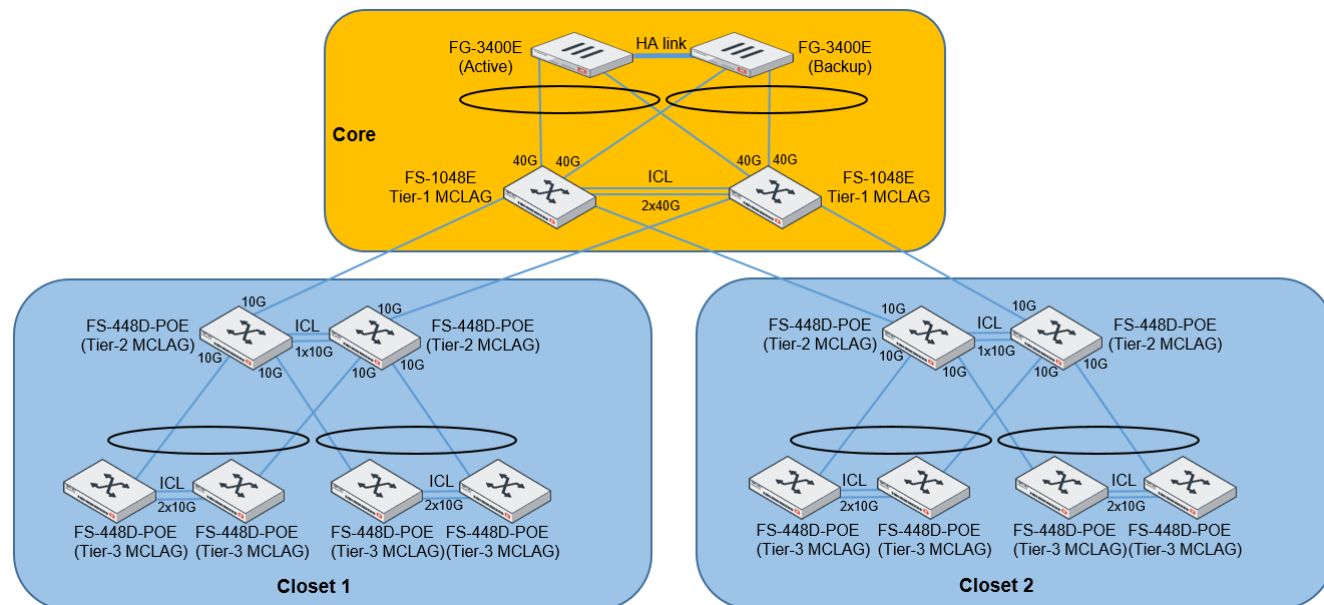 HA link
FG-3400E
(Active)
FG-3400E
(Backup)
Core
40G
40G
40G
40G
FS-1048E
Tier-1 MCLAG
ICL
2x40G
FS-1048E
Tier-1 MCLAG
10G
10G
FS-448D-POE
(Tier-2 MCLAG)
ICL
1x10G
FS-448D-POE
(Tier-2 MCLAG)
10G
10G
10G
10G
ICL
2x10G
ICL
2x10G
FS-448D-POE
(Tier-3 MCLAG)
FS-448D-POE
(Tier-3 MCLAG)
FS-448D-POE
(Tier-3 MCLAG)
FS-448D-POE
(Tier-3 MCLAG)
Closet 1
10G
10G
FS-448D-POE
(Tier-2 MCLAG)
ICL
1x10G
FS-448D-POE
(Tier-2 MCLAG)
10G
10G
10G
10G
ICL
2x10G
ICL
2x10G
FS-448D-POE
(Tier-3 MCLAG)
FS-448D-POE
(Tier-3 MCLAG)
FS-448D-POE
(Tier-3 MCLAG)
FS-448D-POE
(Tier-3 MCLAG)
Closet 2